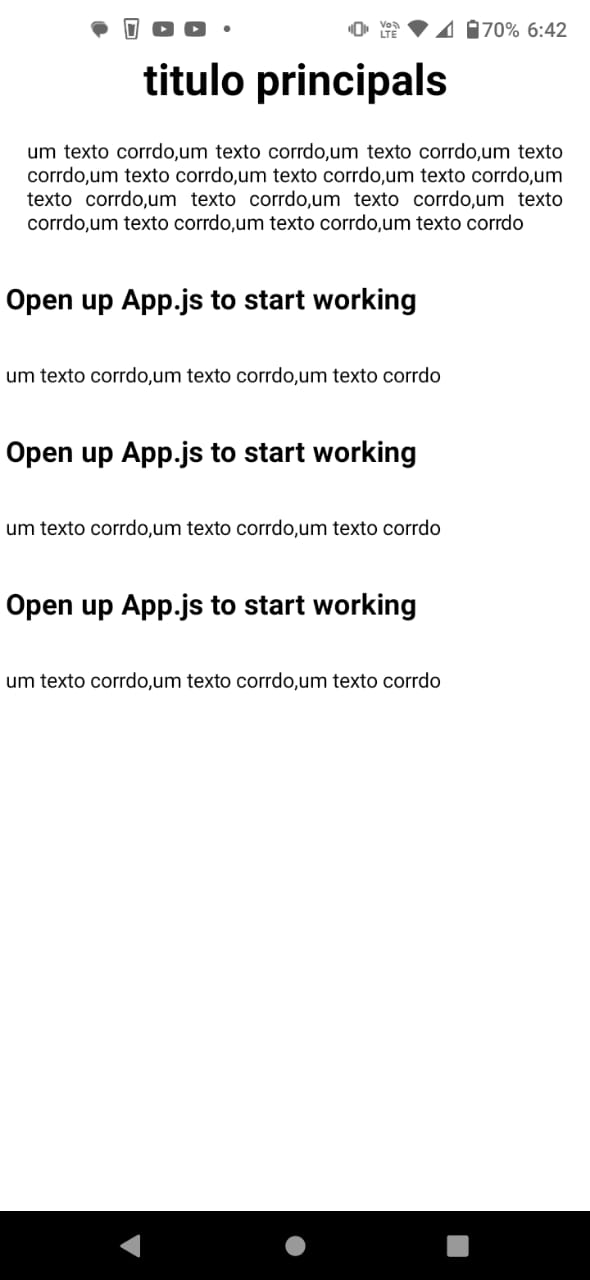 Vo) LTE 70% 6:42
titulo principals
um texto corrdo,um texto corrdo,um texto corrdo,um texto
corrdo,um texto corrdo,um texto corrdo,um texto corrdo,um
texto corrdo,um texto corrdo,um texto corrdo,um texto
corrdo,um texto corrdo,um texto corrdo,um texto corrdo
Open up App.js to start working
um texto corrdo,um texto corrdo,um texto corrdo
Open up App.js to start working
um texto corrdo,um texto corrdo,um texto corrdo
Open up App.js to start working
um texto corrdo,um texto corrdo,um texto corrdo